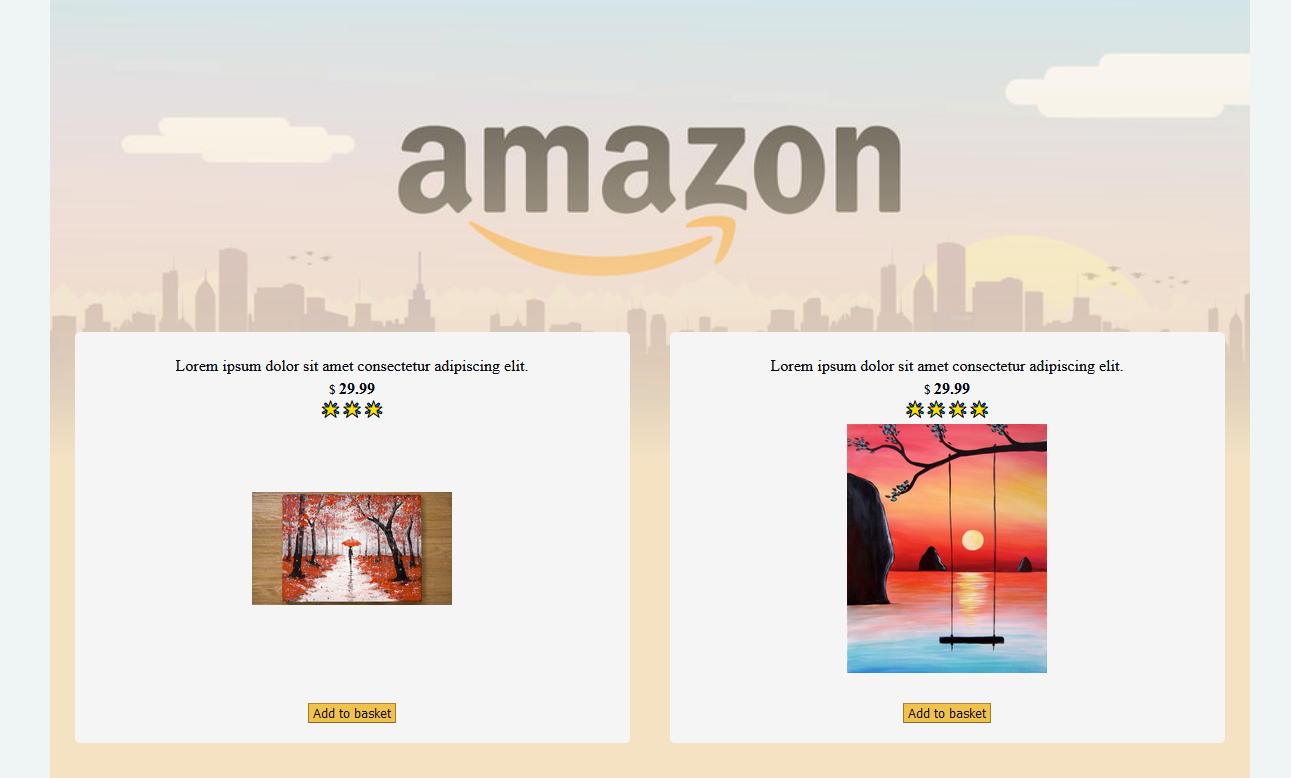 amazon
Lorem ipsum dolor sit amet consectetur adipiscing elit.
$ 29.99
Add to basket
Lorem ipsum dolor sit amet consectetur adipiscing elit.
$ 29.99
Add to basket